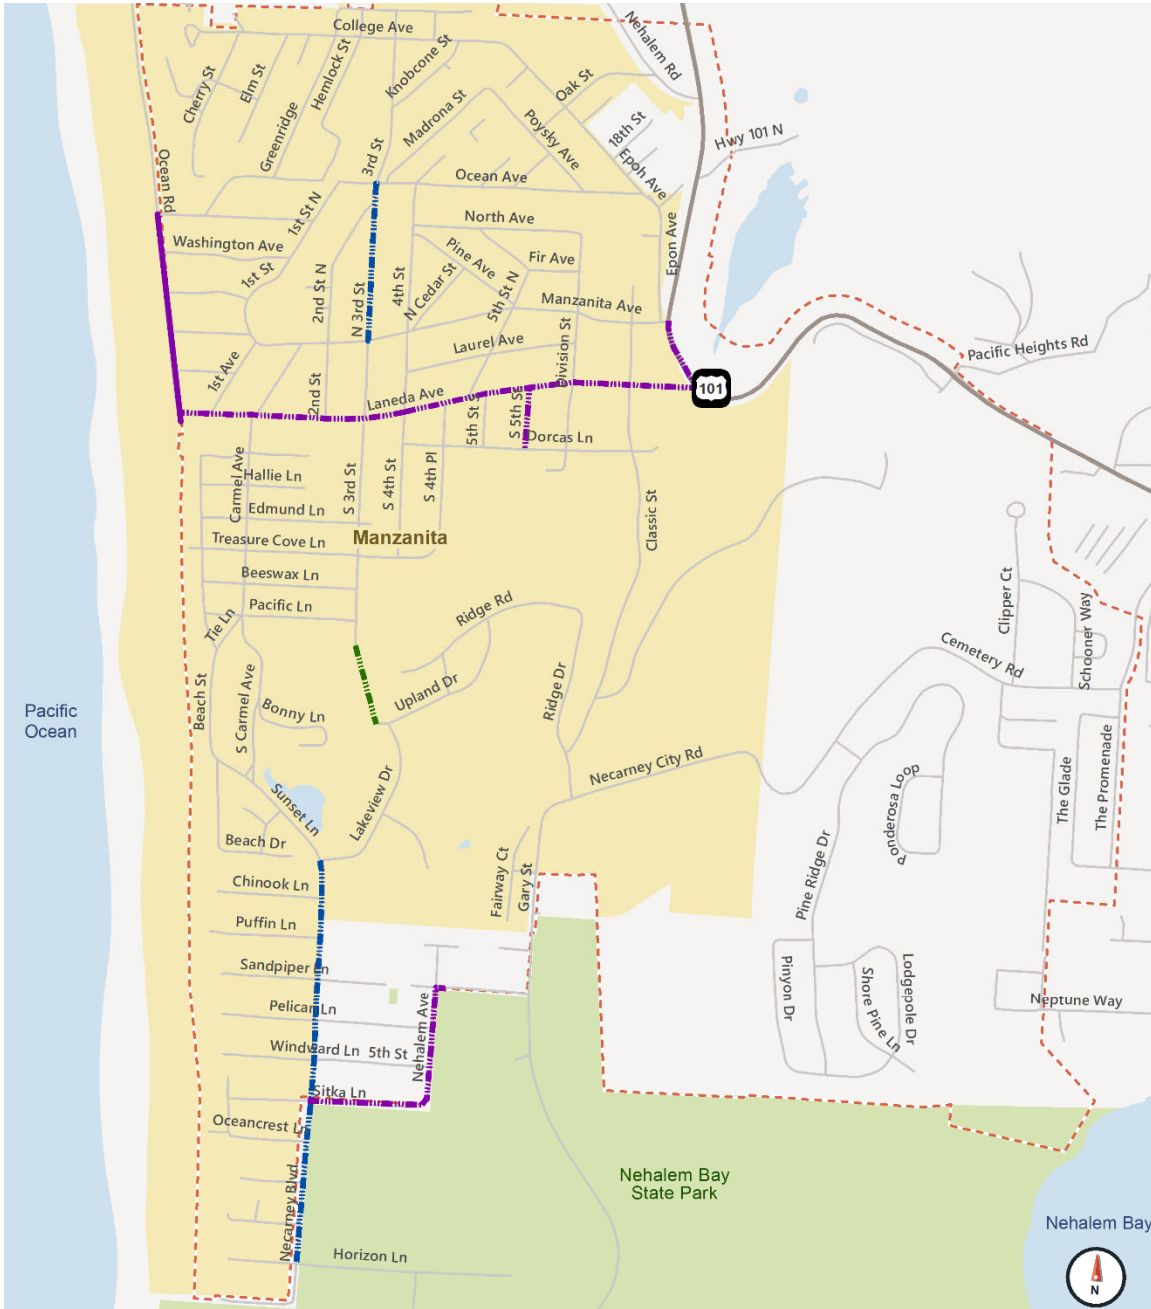 College Ave
Nehalem Rd
Cherry St
Elm St
Hemlock St
Knobcone St
Oak St
Greenridge
Madrona St
Poysky Ave
18th St
Hwy 101 N
3rd St
Epoh Ave
Ocean Rd
Ocean Ave
1st St N
North Ave
Washington Ave
Pine Ave
Fir Ave
Epon Ave
1st St
2nd St N
N 3rd St
4th St
N Cedar St
5th St N
Manzanita Ave
Laurel Ave
Division St
Pacific Heights Rd
1st Ave
2nd St
Laneda Ave
101
5th St S
S 5th St
Dorcas Ln
Carmel Ave
Hallie Ln
S 3rd St
S 4th St
S 4th Pl
Edmund Ln
Classic St
Treasure Cove Ln
Manzanita
Beeswax Ln
Pacific Ln
Ridge Rd
Clipper Ct
Schooner Way
Tie Ln
Cemetery Rd
Beach St
S Carmel Ave
Bonny Ln
Upland Dr
Ridge Dr
Pacific
Ocean
Necarney City Rd
Sunset Ln
Lakeview Dr
Ponderosa Loop
The Glade
The Promenade
Beach Dr
Fairway Ct
Gary St
Pine Ridge Dr
Chinook Ln
Puffin Ln
Sandpiper Ln
Pinyon Dr
Shore Pine Ln
Lodgepole Dr
Neptune Way
Pelican Ln
Nehalem Ave
Windward Ln
5th St
Sitka Ln
Oceancrest Ln
Nehalem Bay
State Park
Necarney Blvd
Nehalem Bay
Horizon Ln
N